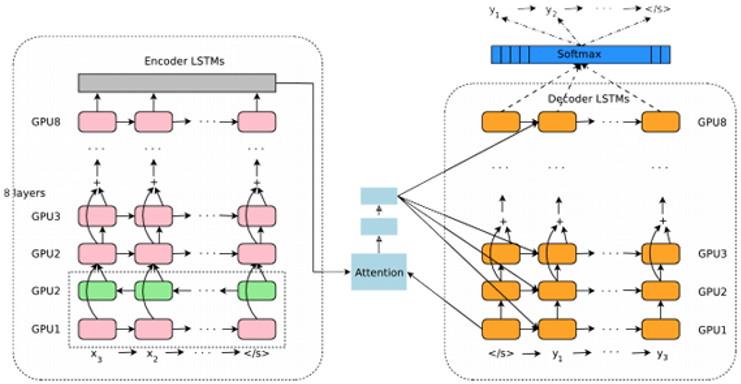 y1 y2 ... </s>
Softmax
Encoder LSTMs
Decoder LSTMs
GPU8
GPU8
...
...
8 layers
+ + +
+ + +
GPU3
GPU2
GPU2
GPU1
Attention
GPU3
GPU2
GPU1
x3 x2 ... </s>
</s> y1 ... y3